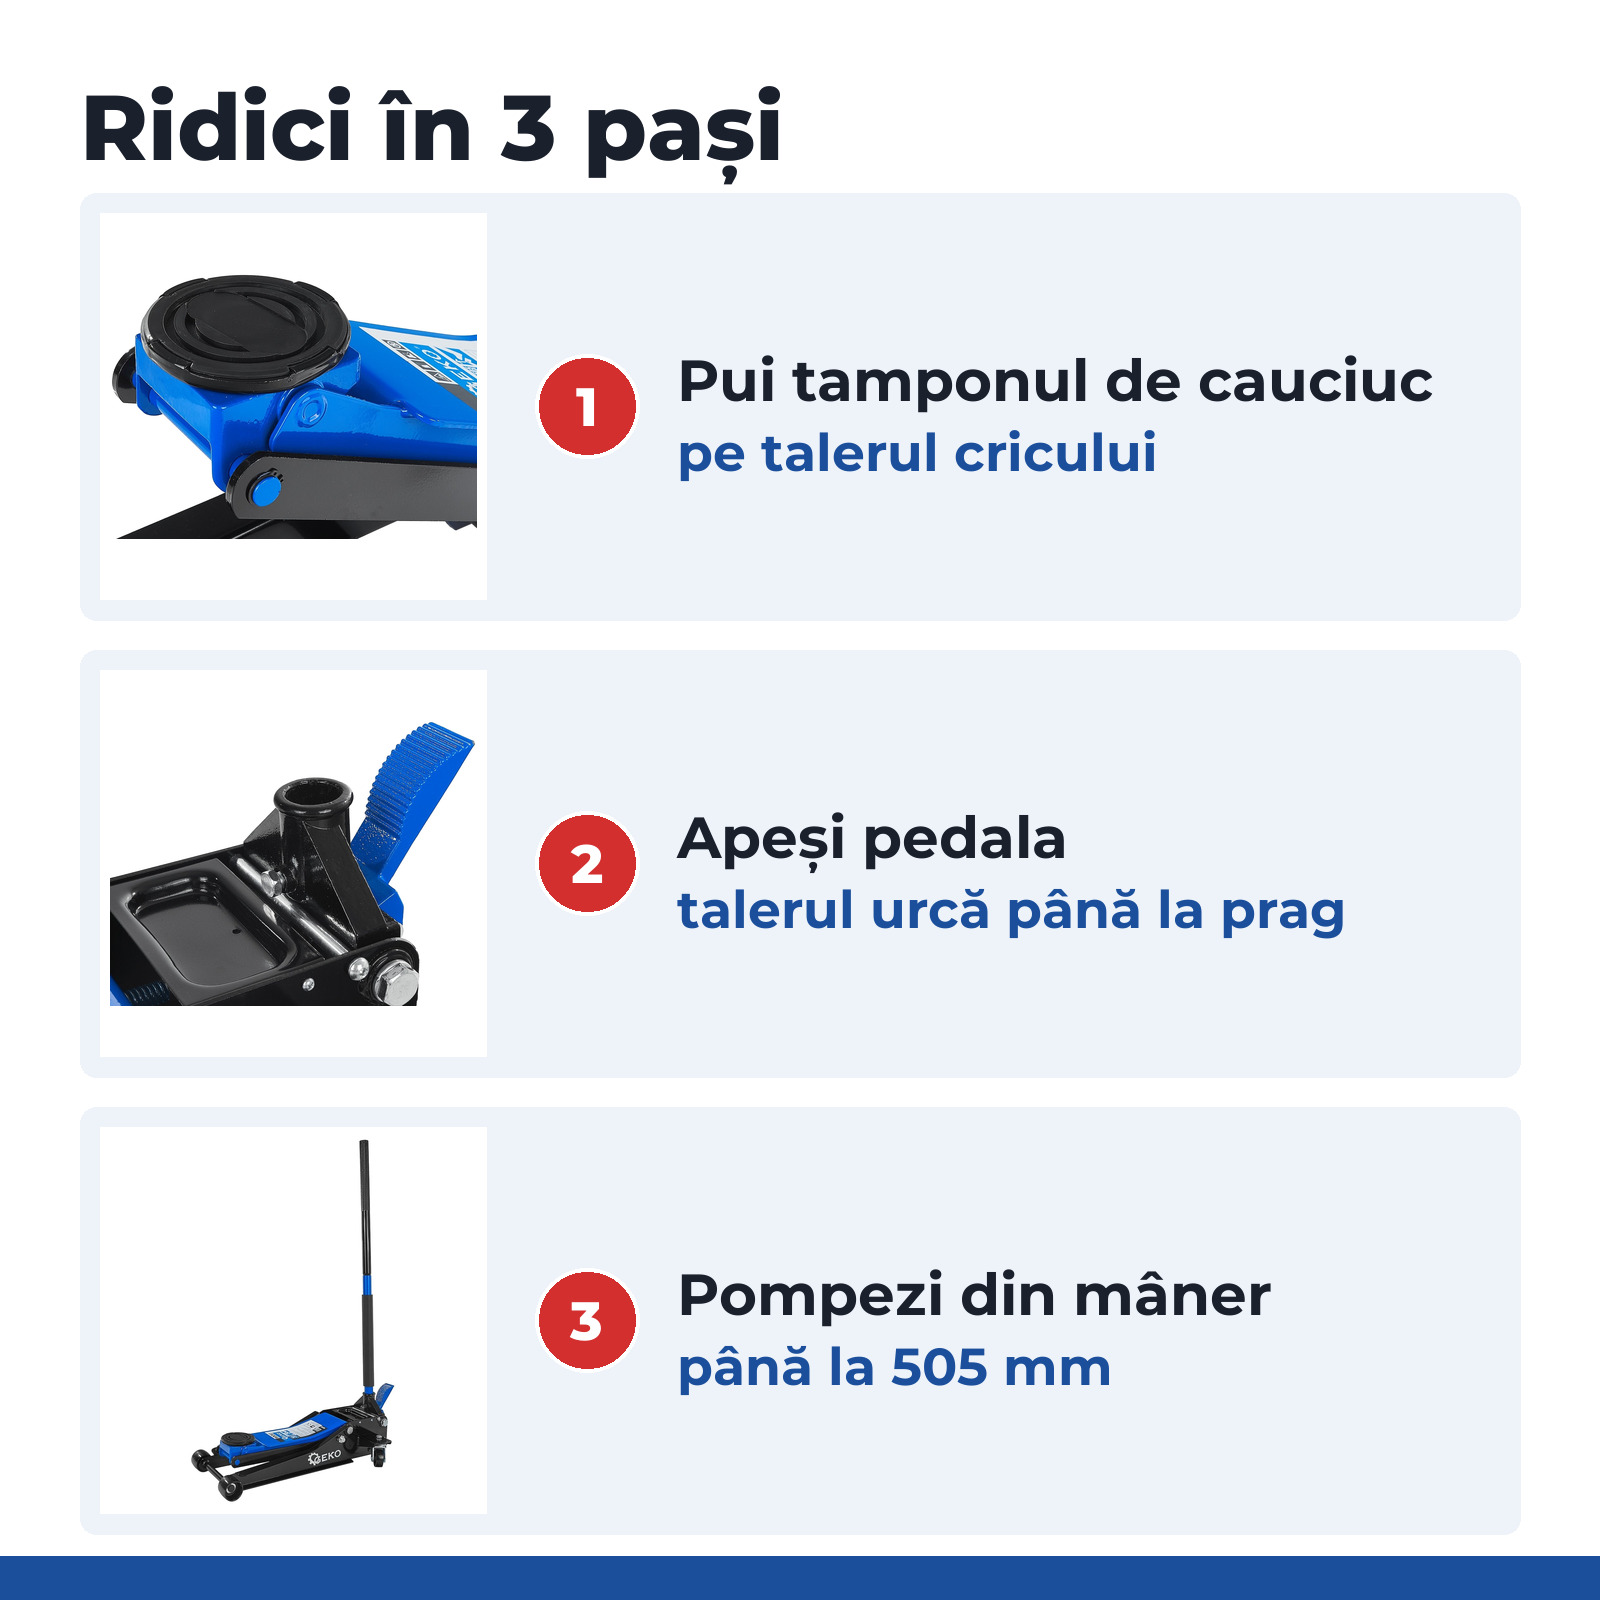 Ridici în 3 pași
1
Pui tamponul de cauciuc
pe talerul cricului
2
Apeși pedala
talerul urcă până la prag
3
Pompezi din mâner
până la 505 mm
GEKO